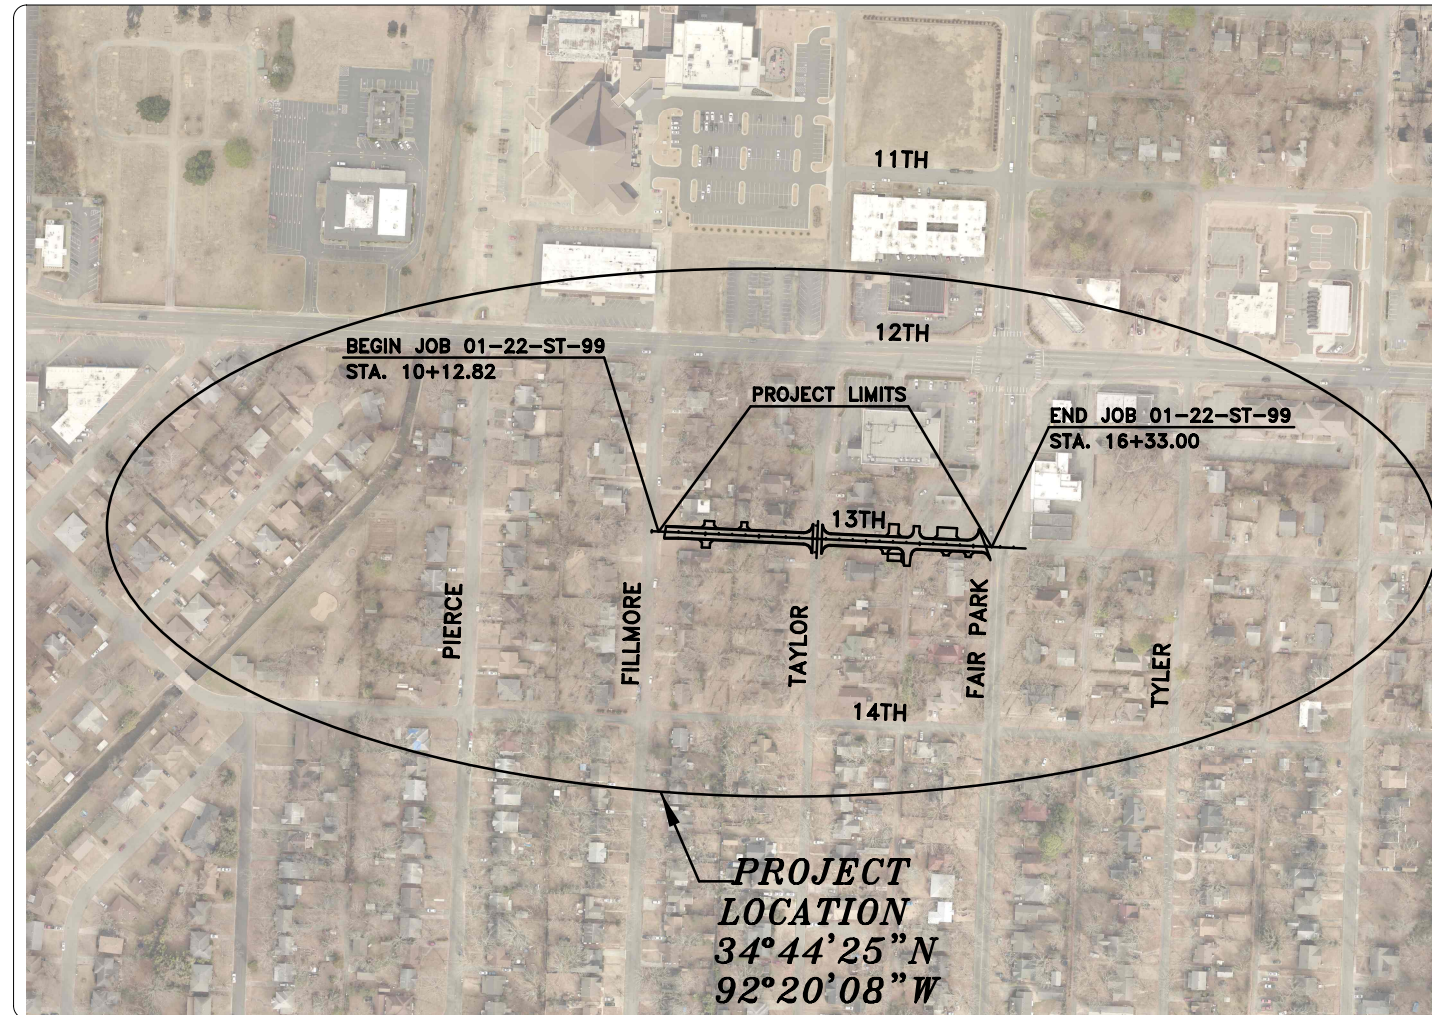 11TH
12TH
BEGIN JOB 01-22-ST-99
STA. 10+12.82
PROJECT LIMITS
END JOB 01-22-ST-99
STA. 16+33.00
13TH
PIERCE
FILLMORE
TAYLOR
FAIR PARK
TYLER
14TH
PROJECT
LOCATION
34°44'25"N
92°20'08"W